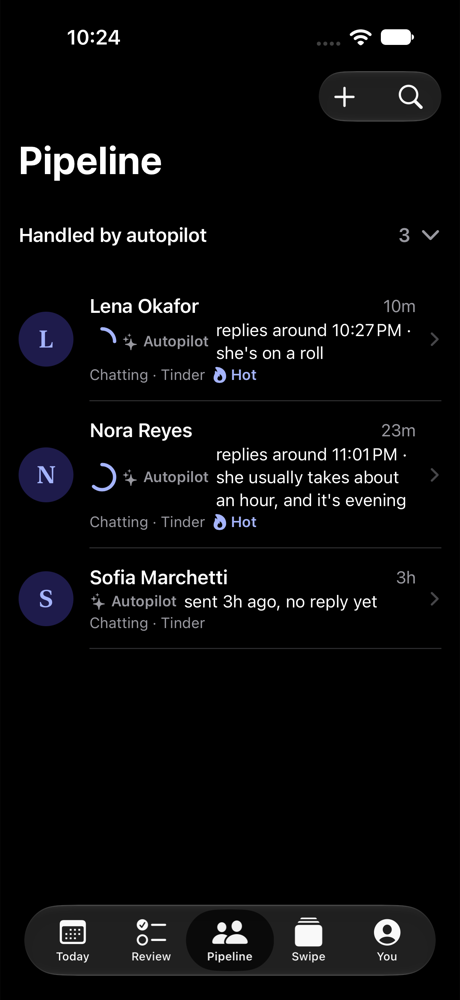 10:24
Pipeline
Handled by autopilot 3
L
Lena Okafor 10m
Autopilot replies around 10:27 PM ·
she's on a roll
Chatting · Tinder Hot
N
Nora Reyes 23m
Autopilot replies around 11:01 PM ·
she usually takes about
an hour, and it's evening
Chatting · Tinder Hot
S
Sofia Marchetti 3h
Autopilot sent 3h ago, no reply yet
Chatting · Tinder
Today Review Pipeline Swipe You